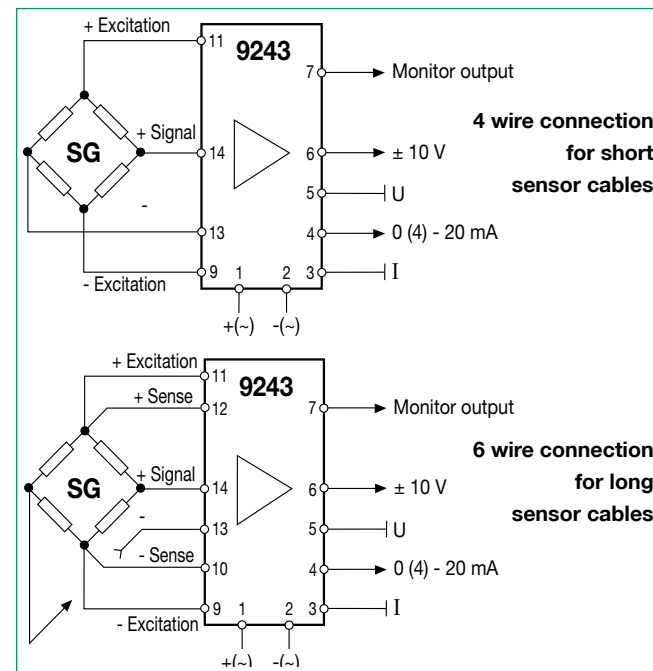 + Excitation
11
9243
7
Monitor output
+ Signal
SG
14
6
± 10 V
4 wire connection
for short
sensor cables
5
U
-
13
4
0 (4) - 20 mA
9
1
2
3
I
- Excitation
+(~)
-(~)
+ Excitation
11
9243
+ Sense
12
7
Monitor output
+ Signal
SG
14
6
± 10 V
6 wire connection
for long
sensor cables
-
13
5
U
- Sense
10
4
0 (4) - 20 mA
9
1
2
3
I
- Excitation
+(~)
-(~)